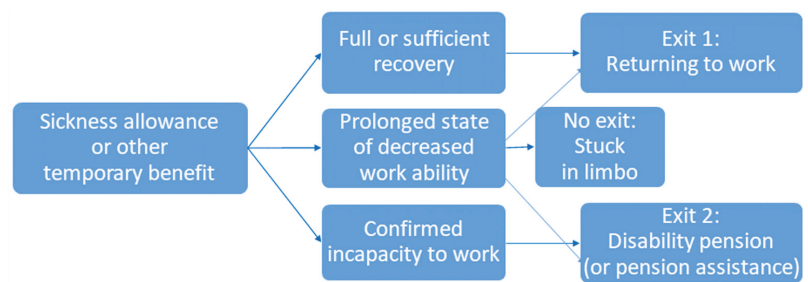 Sickness allowance
or other
temporary benefit
Full or sufficient
recovery
Prolonged state
of decreased
work ability
Confirmed
incapacity to work
Exit 1:
Returning to work
No exit:
Stuck
in limbo
Exit 2:
Disability pension
(or pension assistance)